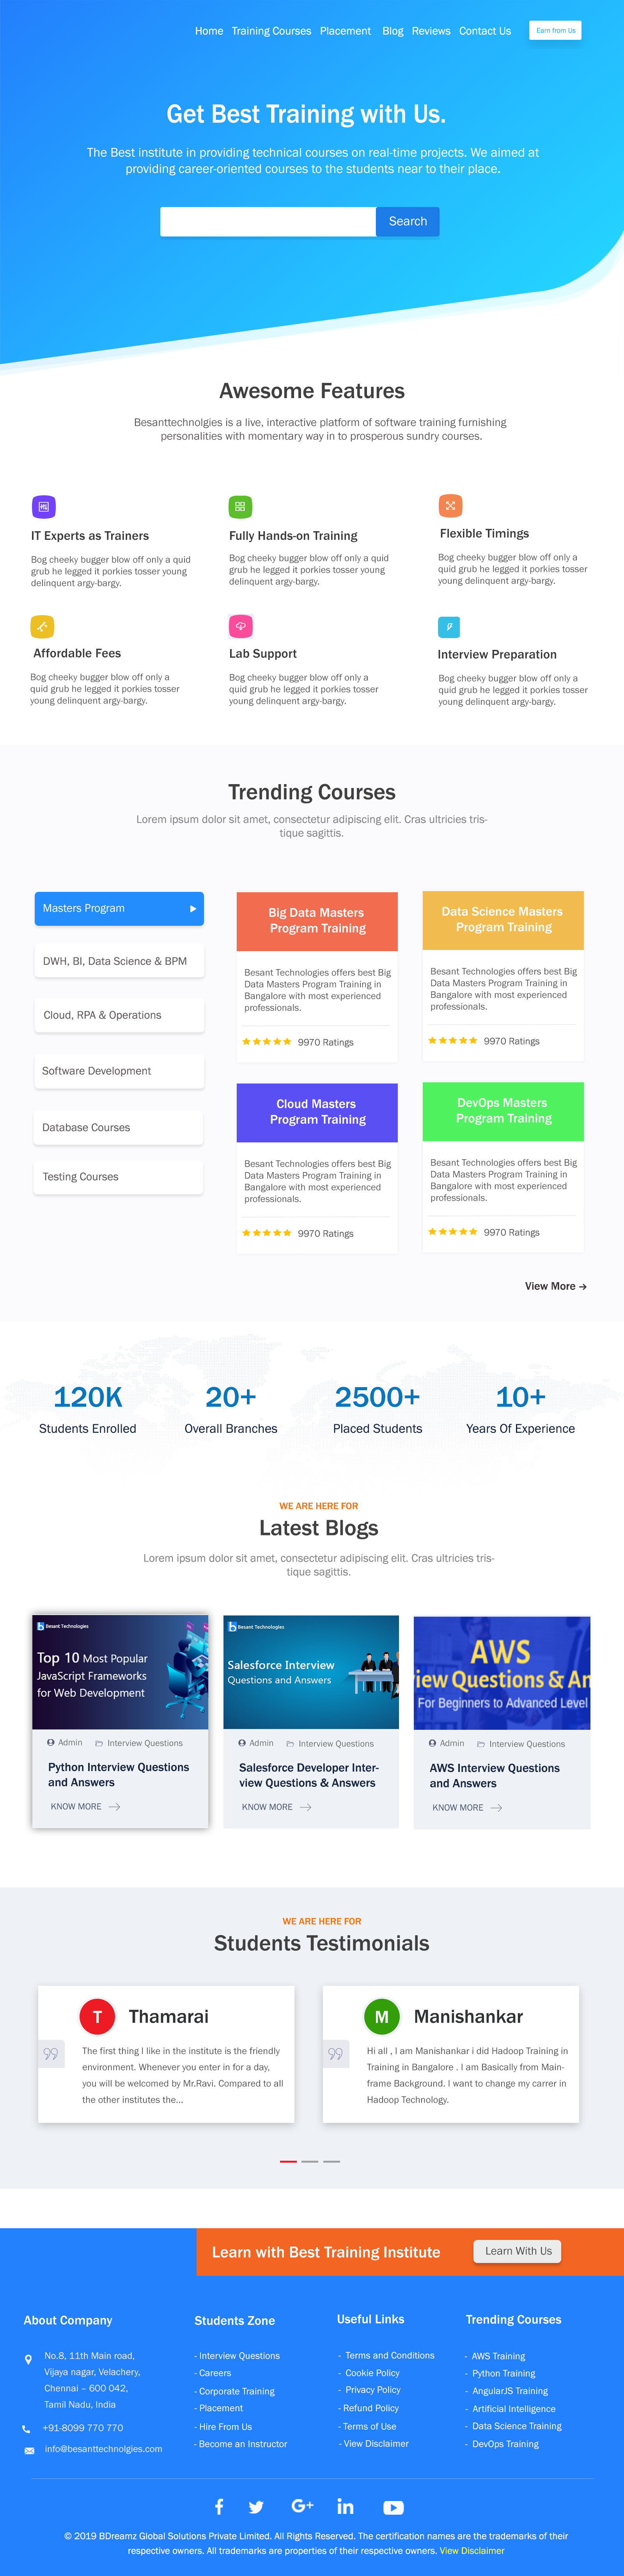 Home Training Courses Placement Blog Reviews Contact Us Earn from Us
Get Best Training with Us.
The Best institute in providing technical courses on real-time projects. We aimed at
providing career-oriented courses to the students near to their place.
Search
Awesome Features
Besanttechnolgies is a live, interactive platform of software training furnishing
personalities with momentary way in to prosperous sundry courses.
IT Experts as Trainers
Bog cheeky bugger blow off only a quid
grub he legged it porkies tosser young
delinquent argy-bargy.
Fully Hands-on Training
Bog cheeky bugger blow off only a quid
grub he legged it porkies tosser young
delinquent argy-bargy.
Flexible Timings
Bog cheeky bugger blow off only a
quid grub he legged it porkies tosser
young delinquent argy-bargy.
Affordable Fees
Bog cheeky bugger blow off only a
quid grub he legged it porkies tosser
young delinquent argy-bargy.
Lab Support
Bog cheeky bugger blow off only a
quid grub he legged it porkies tosser
young delinquent argy-bargy.
Interview Preparation
Bog cheeky bugger blow off only a
quid grub he legged it porkies tosser
young delinquent argy-bargy.
Trending Courses
Lorem ipsum dolor sit amet, consectetur adipiscing elit. Cras ultricies tris-
tique sagittis.
Masters Program
DWH, BI, Data Science & BPM
Cloud, RPA & Operations
Software Development
Database Courses
Testing Courses
Big Data Masters
Program Training
Besant Technologies offers best Big
Data Masters Program Training in
Bangalore with most experienced
professionals.
9970 Ratings
Data Science Masters
Program Training
Besant Technologies offers best Big
Data Masters Program Training in
Bangalore with most experienced
professionals.
9970 Ratings
Cloud Masters
Program Training
Besant Technologies offers best Big
Data Masters Program Training in
Bangalore with most experienced
professionals.
9970 Ratings
DevOps Masters
Program Training
Besant Technologies offers best Big
Data Masters Program Training in
Bangalore with most experienced
professionals.
9970 Ratings
View More →
120K
Students Enrolled
20+
Overall Branches
2500+
Placed Students
10+
Years Of Experience
WE ARE HERE FOR
Latest Blogs
Lorem ipsum dolor sit amet, consectetur adipiscing elit. Cras ultricies tris-
tique sagittis.
b Besant Technologies
Top 10 Most Popular
JavaScript Frameworks
for Web Development
Admin Interview Questions
Python Interview Questions
and Answers
KNOW MORE
b Besant Technologies
Salesforce Interview
Questions and Answers
Admin Interview Questions
Salesforce Developer Inter-
view Questions & Answers
KNOW MORE
AWS
iew Questions & An
For Beginners to Advanced Level
Admin Interview Questions
AWS Interview Questions
and Answers
KNOW MORE
WE ARE HERE FOR
Students Testimonials
T Thamarai
The first thing I like in the institute is the friendly
environment. Whenever you enter in for a day,
you will be welcomed by Mr.Ravi. Compared to all
the other institutes the...
M Manishankar
Hi all , I am Manishankar i did Hadoop Training in
Training in Bangalore . I am Basically from Main-
frame Background. I want to change my carrer in
Hadoop Technology.
Learn with Best Training Institute
Learn With Us
About Company
No.8, 11th Main road,
Vijaya nagar, Velachery,
Chennai – 600 042,
Tamil Nadu, India
+91-8099 770 770
info@besanttechnolgies.com
Students Zone
- Interview Questions
- Careers
- Corporate Training
- Placement
- Hire From Us
- Become an Instructor
Useful Links
- Terms and Conditions
- Cookie Policy
- Privacy Policy
- Refund Policy
- Terms of Use
- View Disclaimer
Trending Courses
- AWS Training
- Python Training
- AngularJS Training
- Artificial Intelligence
- Data Science Training
- DevOps Training
© 2019 BDreamz Global Solutions Private Limited. All Rights Reserved. The certification names are the trademarks of their
respective owners. All trademarks are properties of their respective owners. View Disclaimer